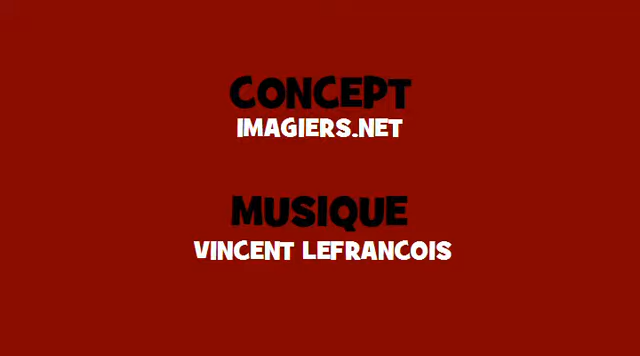 CONCEPT
IMAGIERS.NET
MUSIQUE
VINCENT LEFRANCOIS